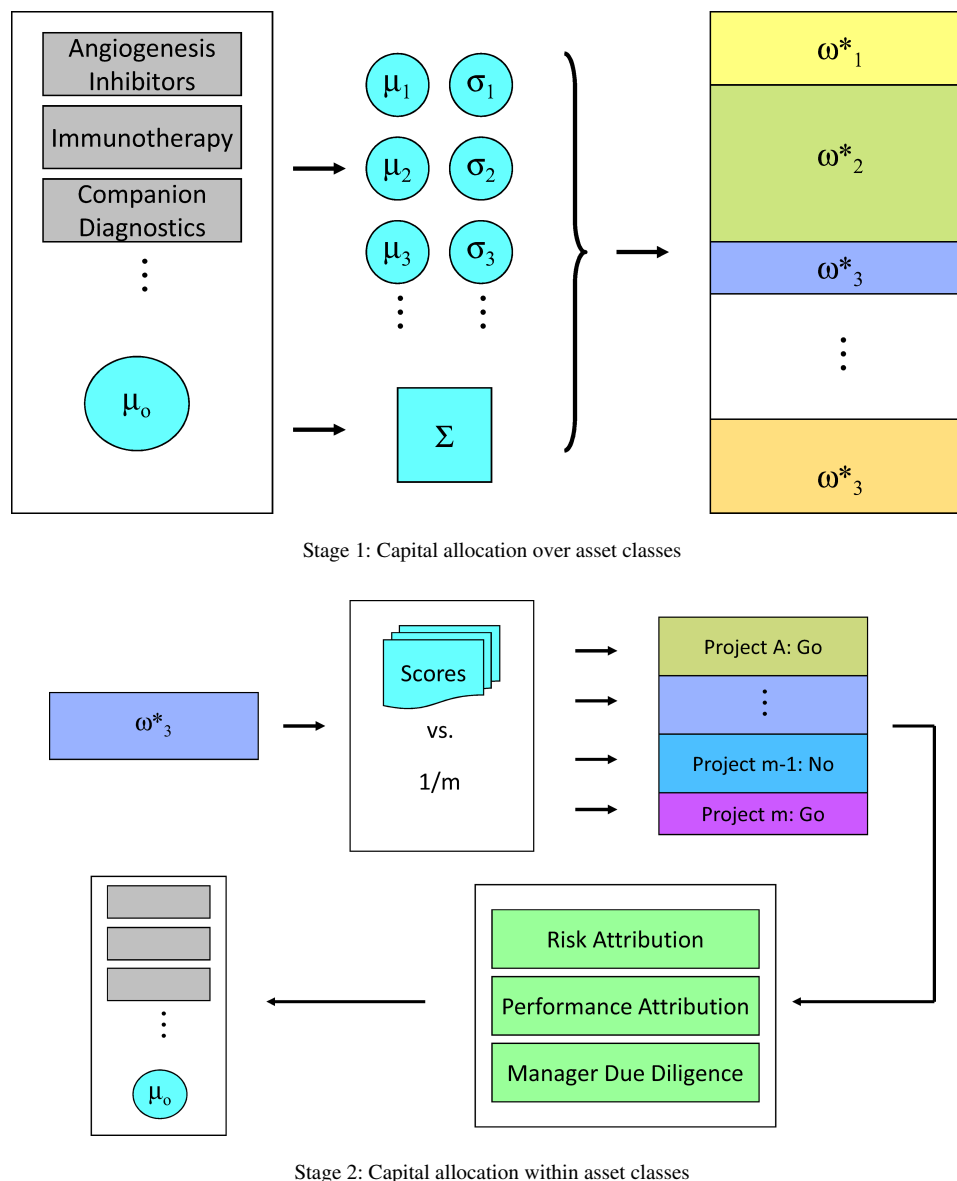 Angiogenesis
Inhibitors
Immunotherapy
Companion
Diagnostics
⋮
μo
μ1 σ1
μ2 σ2
μ3 σ3
⋮ ⋮
Σ
ω*1
ω*2
ω*3
⋮
ω*3
Stage 1: Capital allocation over asset classes
ω*3
Scores
vs.
1/m
Project A: Go
⋮
Project m-1: No
Project m: Go
Risk Attribution
Performance Attribution
Manager Due Diligence
⋮
μo
Stage 2: Capital allocation within asset classes